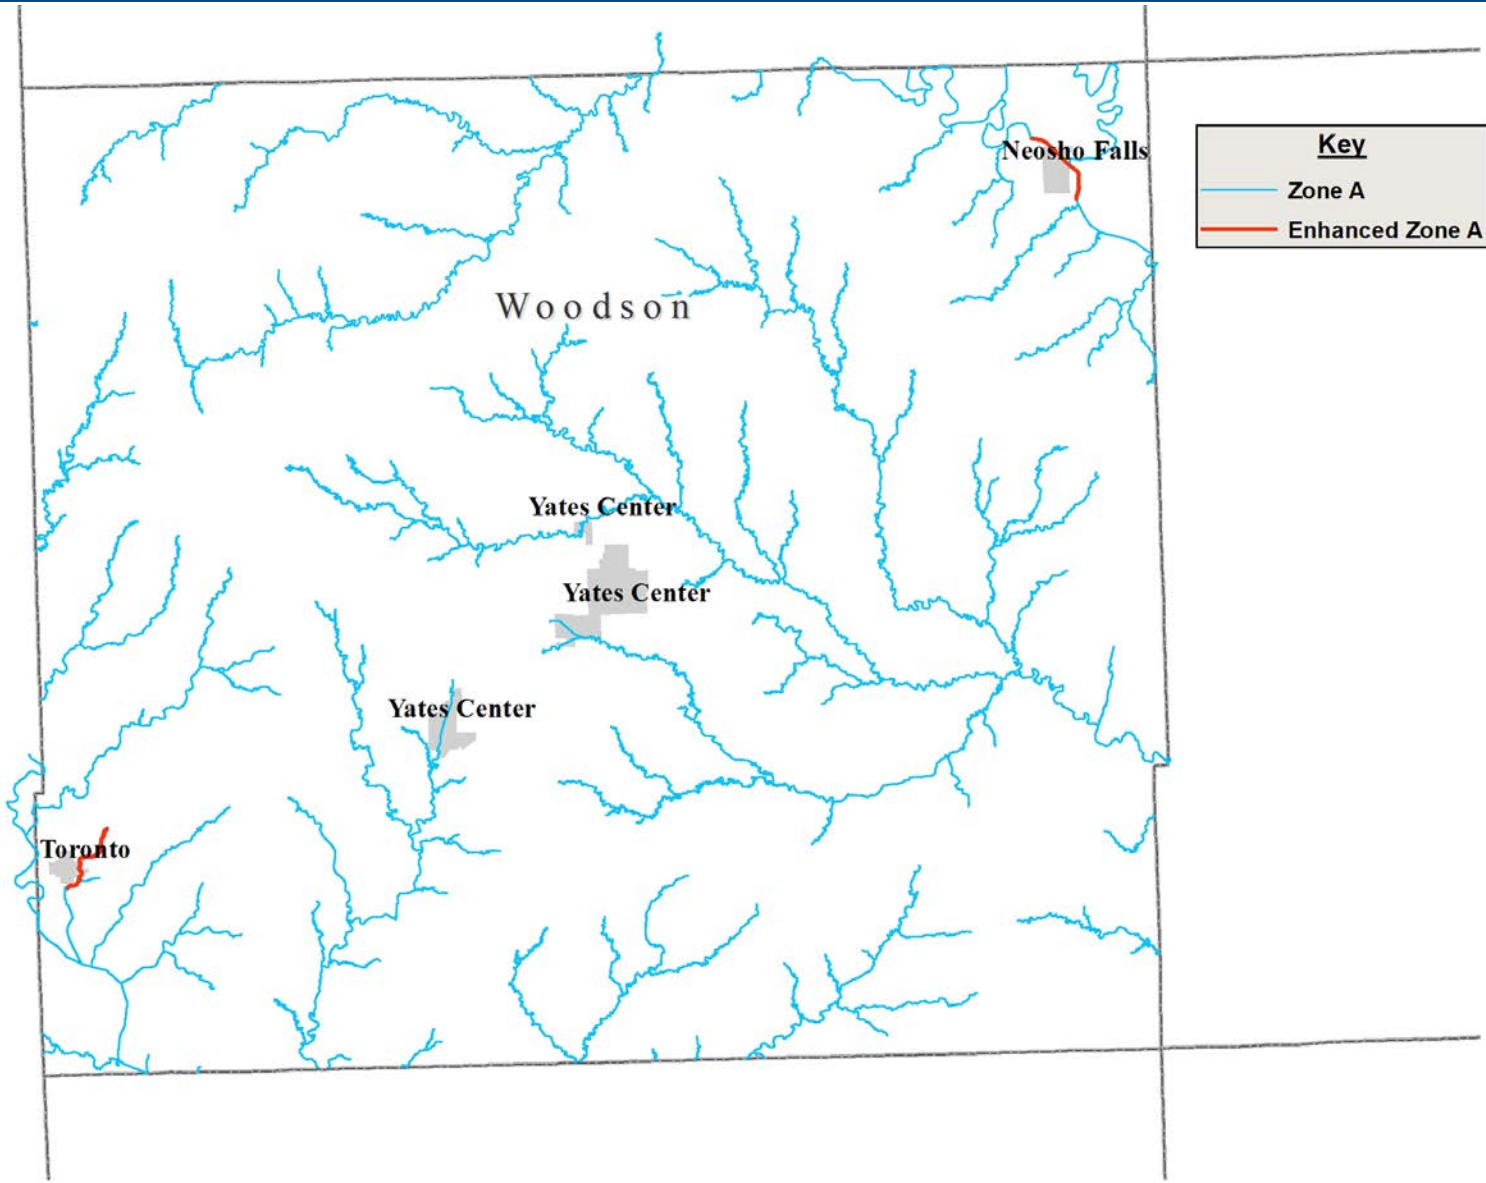 Neosho Falls
Key
Zone A
Enhanced Zone A
Woodson
Yates Center
Yates Center
Yates Center
Toronto